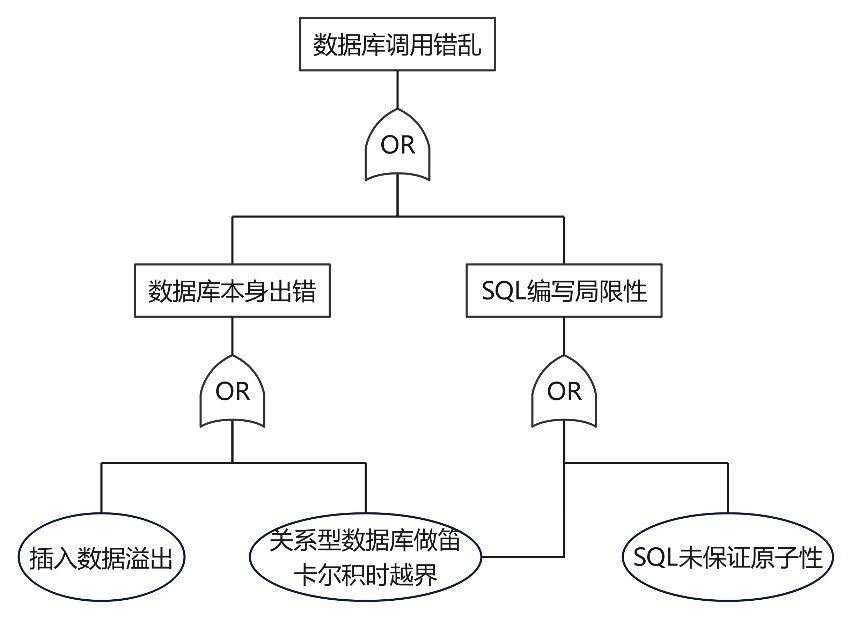 数据库调用错乱
OR
数据库本身出错
SQL编写局限性
OR
OR
插入数据溢出
关系型数据库做笛
卡尔积时越界
SQL未保证原子性